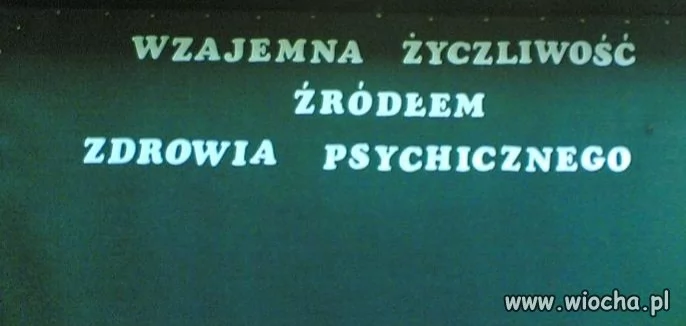 WZAJEMNA ŻYCZLIWOŚĆ
ŹRÓDŁEM
ZDROWIA PSYCHICZNEGO
www.wiocha.pl